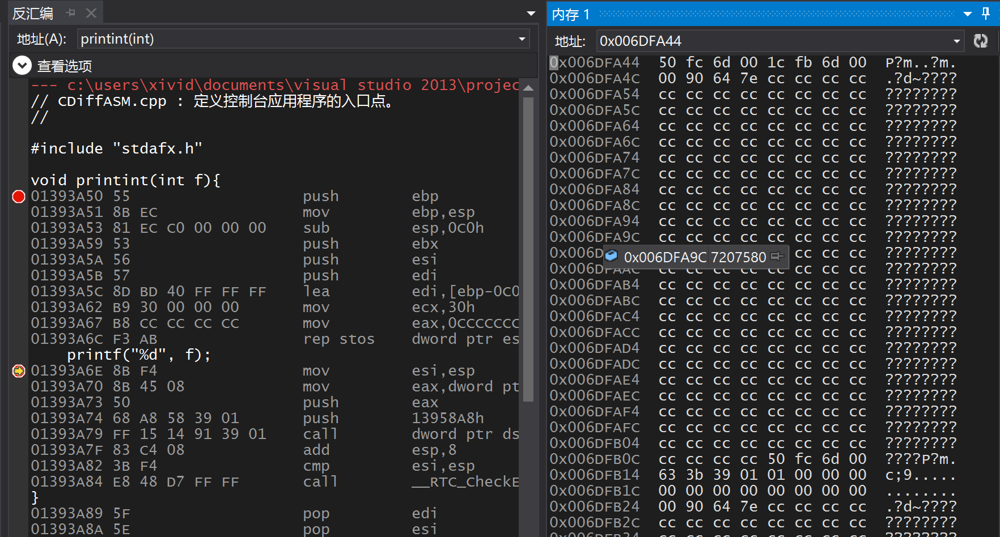 反汇编
地址(A): printint(int)
查看选项
--- c:\users\xivid\documents\visual studio 2013\projec
// CDiffASM.cpp : 定义控制台应用程序的入口点。
//
#include "stdafx.h"
void printint(int f){
01393A50 55 push ebp
01393A51 8B EC mov ebp,esp
01393A53 81 EC C0 00 00 00 sub esp,0C0h
01393A59 53 push ebx
01393A5A 56 push esi
01393A5B 57 push edi
01393A5C 8D BD 40 FF FF FF lea edi,[ebp-0C0
01393A62 B9 30 00 00 00 mov ecx,30h
01393A67 B8 CC CC CC CC mov eax,0CCCCCCC
01393A6C F3 AB rep stos dword ptr es
printf("%d", f);
01393A6E 8B F4 mov esi,esp
01393A70 8B 45 08 mov eax,dword pt
01393A73 50 push eax
01393A74 68 A8 58 39 01 push 13958A8h
01393A79 FF 15 14 91 39 01 call dword ptr ds
01393A7F 83 C4 08 add esp,8
01393A82 3B F4 cmp esi,esp
01393A84 E8 48 D7 FF FF call __RTC_CheckE
}
01393A89 5F pop edi
01393A8A 5E pop esi
内存 1
地址: 0x006DFA44
0x006DFA44 50 fc 6d 00 1c fb 6d 00 P?m..?m.
0x006DFA4C 00 90 64 7e cc cc cc cc .?d~????
0x006DFA54 cc cc cc cc cc cc cc cc ????????
0x006DFA5C cc cc cc cc cc cc cc cc ????????
0x006DFA64 cc cc cc cc cc cc cc cc ????????
0x006DFA6C cc cc cc cc cc cc cc cc ????????
0x006DFA74 cc cc cc cc cc cc cc cc ????????
0x006DFA7C cc cc cc cc cc cc cc cc ????????
0x006DFA84 cc cc cc cc cc cc cc cc ????????
0x006DFA8C cc cc cc cc cc cc cc cc ????????
0x006DFA94 cc cc cc cc cc cc cc cc ????????
0x006DFA9C cc cc cc cc cc cc cc cc ????????
0x006D cc cc cc ????????
0x006DFA9C 7207580
0x006DFAAC cc cc cc cc cc cc cc cc ????????
0x006DFAB4 cc cc cc cc cc cc cc cc ????????
0x006DFABC cc cc cc cc cc cc cc cc ????????
0x006DFAC4 cc cc cc cc cc cc cc cc ????????
0x006DFACC cc cc cc cc cc cc cc cc ????????
0x006DFAD4 cc cc cc cc cc cc cc cc ????????
0x006DFADC cc cc cc cc cc cc cc cc ????????
0x006DFAE4 cc cc cc cc cc cc cc cc ????????
0x006DFAEC cc cc cc cc cc cc cc cc ????????
0x006DFAF4 cc cc cc cc cc cc cc cc ????????
0x006DFAFC cc cc cc cc cc cc cc cc ????????
0x006DFB04 cc cc cc cc cc cc cc cc ????????
0x006DFB0C cc cc cc cc 50 fc 6d 00 ????P?m.
0x006DFB14 63 3b 39 01 01 00 00 00 c;9.....
0x006DFB1C 00 00 00 00 00 00 00 00 ........
0x006DFB24 00 90 64 7e cc cc cc cc .?d~????
0x006DFB2C cc cc cc cc cc cc cc cc ????????